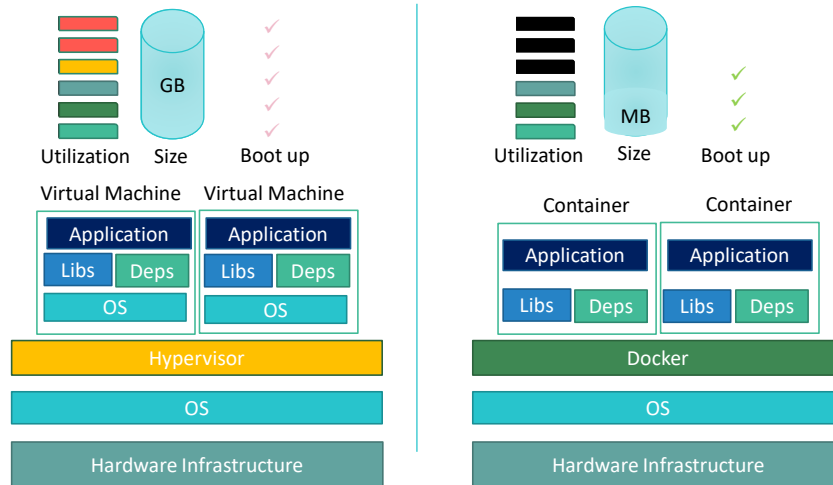 GB
Utilization
Size
Boot up
Virtual Machine
Virtual Machine
Application
Libs
Deps
OS
Application
Libs
Deps
OS
Hypervisor
OS
Hardware Infrastructure
MB
Utilization
Size
Boot up
Container
Container
Application
Libs
Deps
Application
Libs
Deps
Docker
OS
Hardware Infrastructure